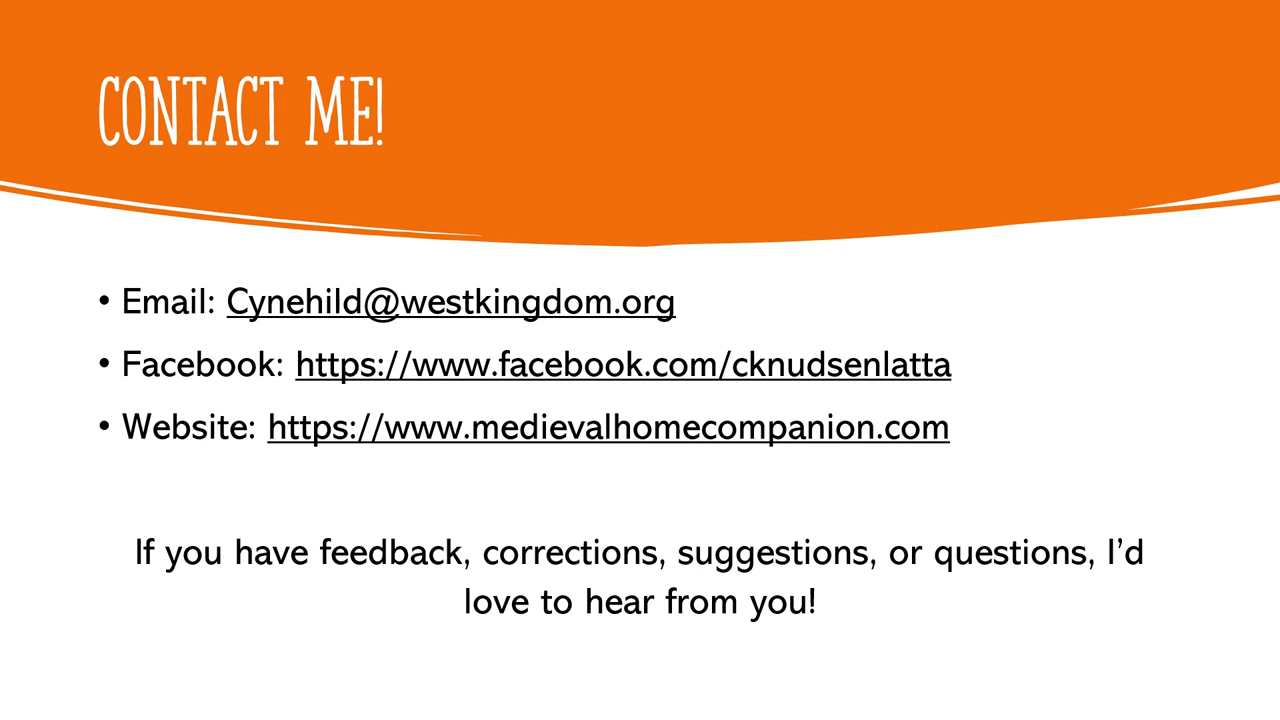 CONTACT ME!
• Email: Cynehild@westkingdom.org
• Facebook: https://www.facebook.com/cknudsenlatta
• Website: https://www.medievalhomecompanion.com
If you have feedback, corrections, suggestions, or questions, I’d
love to hear from you!